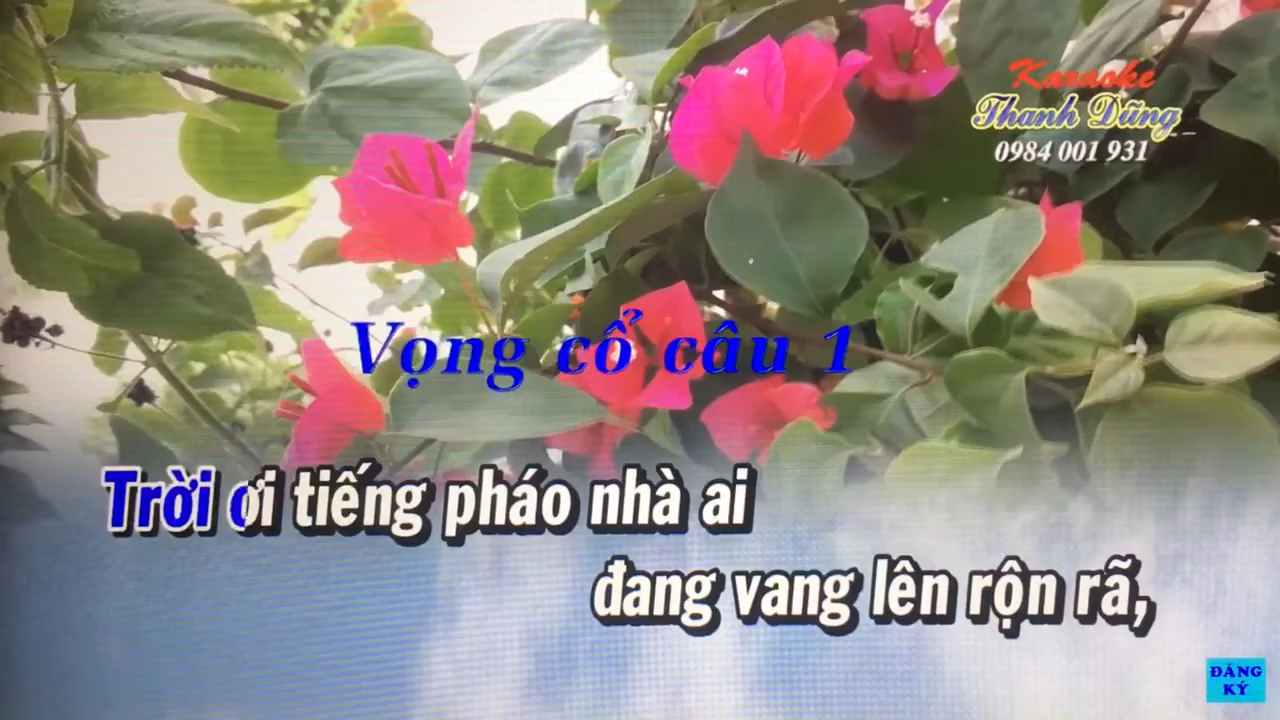 Karaoke
Thanh Dũng
0984 001 931
Vọng cổ câu 1
Trời ơi tiếng pháo nhà ai
đang vang lên rộn rã,
ĐĂNG
KÝ